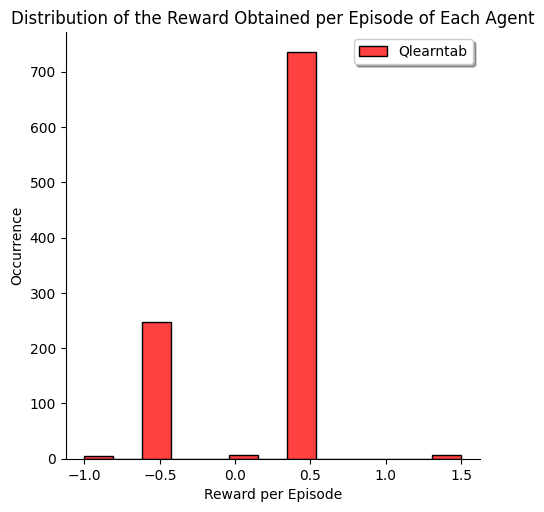 Distribution of the Reward Obtained per Episode of Each Agent
Qlearntab
700
600
500
400
300
200
100
0
Occurrence
−1.0 −0.5 0.0 0.5 1.0 1.5
Reward per Episode